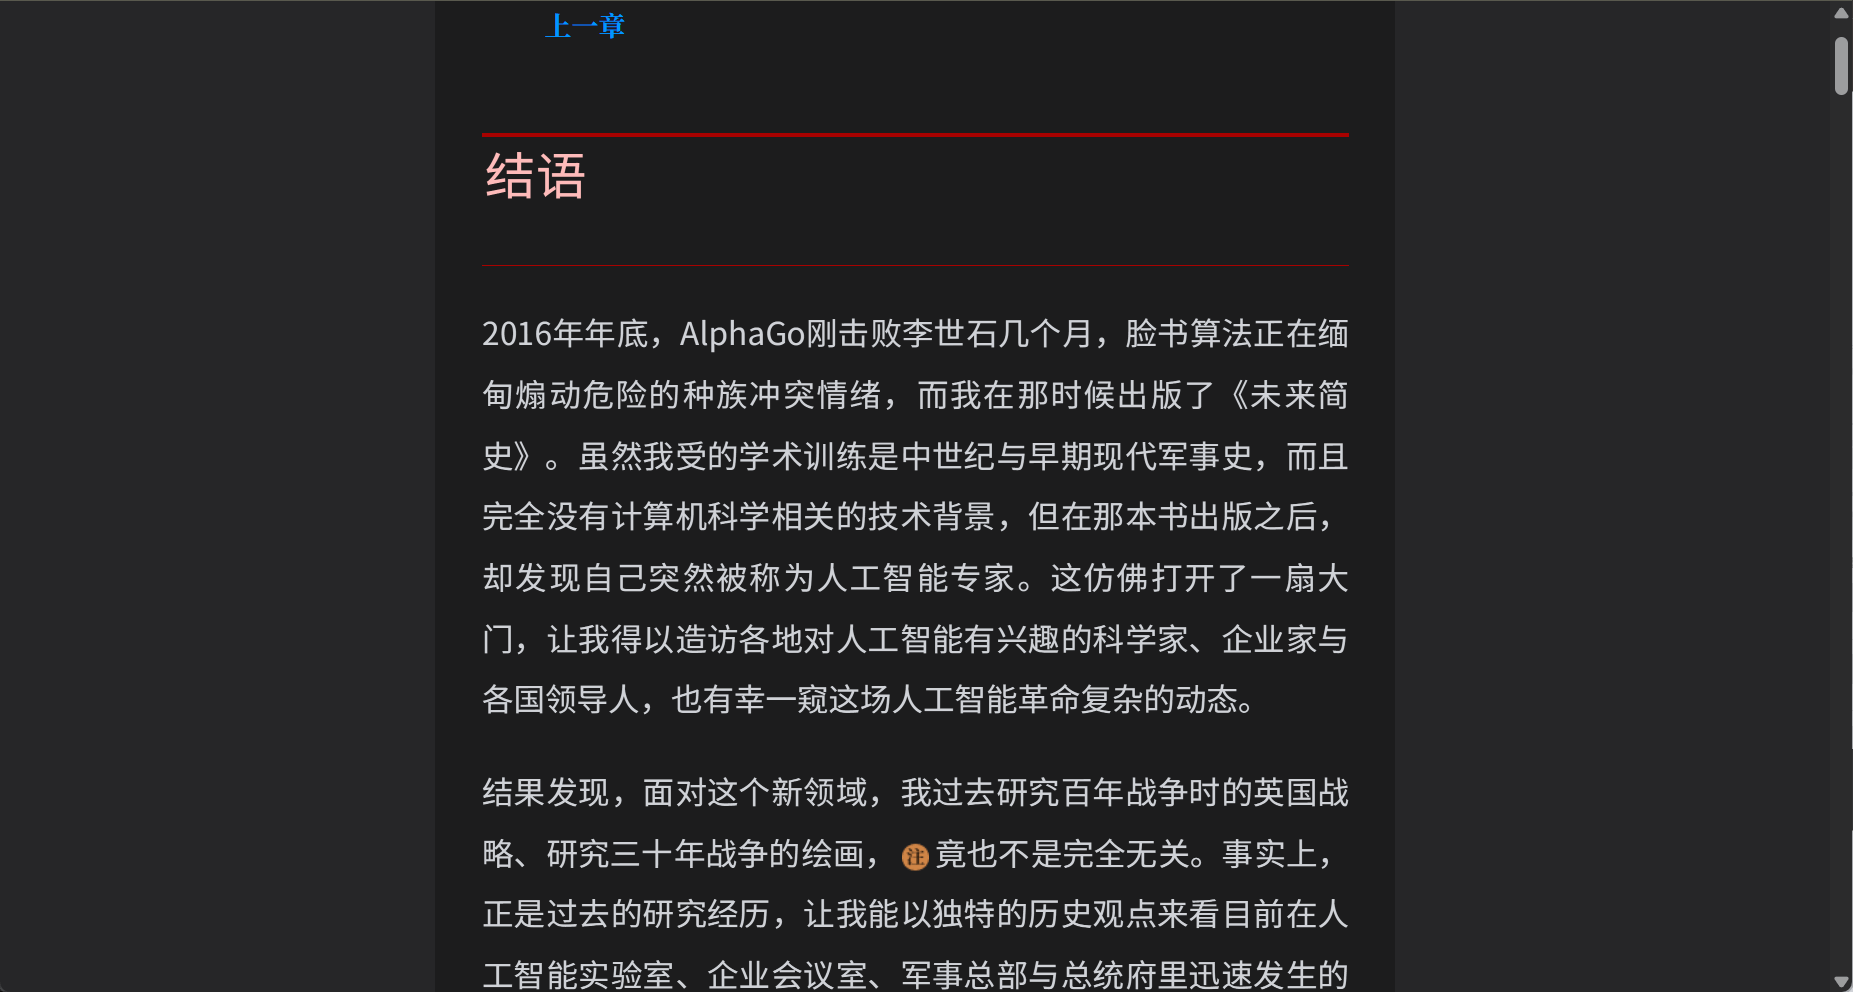 上一章
结语
2016年年底，AlphaGo刚击败李世石几个月，脸书算法正在缅
甸煽动危险的种族冲突情绪，而我在那时候出版了《未来简
史》。虽然我受的学术训练是中世纪与早期现代军事史，而且
完全没有计算机科学相关的技术背景，但在那本书出版之后，
却发现自己突然被称为人工智能专家。这仿佛打开了一扇大
门，让我得以造访各地对人工智能有兴趣的科学家、企业家与
各国领导人，也有幸一窥这场人工智能革命复杂的动态。
结果发现，面对这个新领域，我过去研究百年战争时的英国战
略、研究三十年战争的绘画，注竟也不是完全无关。事实上，
正是过去的研究经历，让我能以独特的历史观点来看目前在人
工智能实验室、企业会议室、军事总部与总统府里迅速发生的